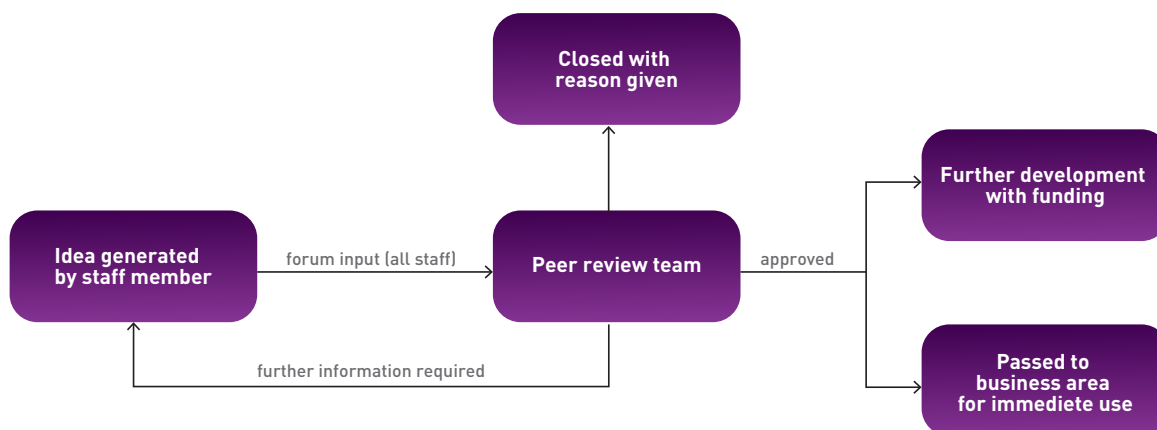 Closed with
reason given
Further development
with funding
Idea generated
by staff member
forum input (all staff)
Peer review team
approved
further information required
Passed to
business area
for immediete use